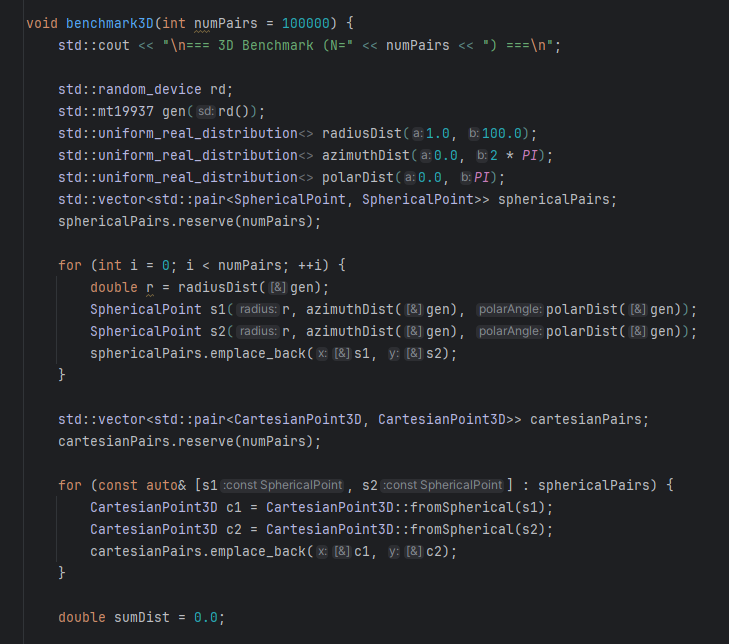 void benchmark3D(int numPairs = 100000) {
    std::cout << "\n=== 3D Benchmark (N=" << numPairs << ") ===\n";
    std::random_device rd;
    std::mt19937 gen(sd: rd());
    std::uniform_real_distribution<> radiusDist(a: 1.0, b: 100.0);
    std::uniform_real_distribution<> azimuthDist(a: 0.0, b: 2 * PI);
    std::uniform_real_distribution<> polarDist(a: 0.0, b: PI);
    std::vector<std::pair<SphericalPoint, SphericalPoint>> sphericalPairs;
    sphericalPairs.reserve(numPairs);
    for (int i = 0; i < numPairs; ++i) {
        double r = radiusDist([&] gen);
        SphericalPoint s1(radius: r, azimuthDist([&] gen), polarAngle: polarDist([&] gen));
        SphericalPoint s2(radius: r, azimuthDist([&] gen), polarAngle: polarDist([&] gen));
        sphericalPairs.emplace_back(x: [&] s1, y: [&] s2);
    }
    std::vector<std::pair<CartesianPoint3D, CartesianPoint3D>> cartesianPairs;
    cartesianPairs.reserve(numPairs);
    for (const auto& [s1 :const SphericalPoint , s2 :const SphericalPoint ] : sphericalPairs) {
        CartesianPoint3D c1 = CartesianPoint3D::fromSpherical(s1);
        CartesianPoint3D c2 = CartesianPoint3D::fromSpherical(s2);
        cartesianPairs.emplace_back(x: [&] c1, y: [&] c2);
    }
    double sumDist = 0.0;